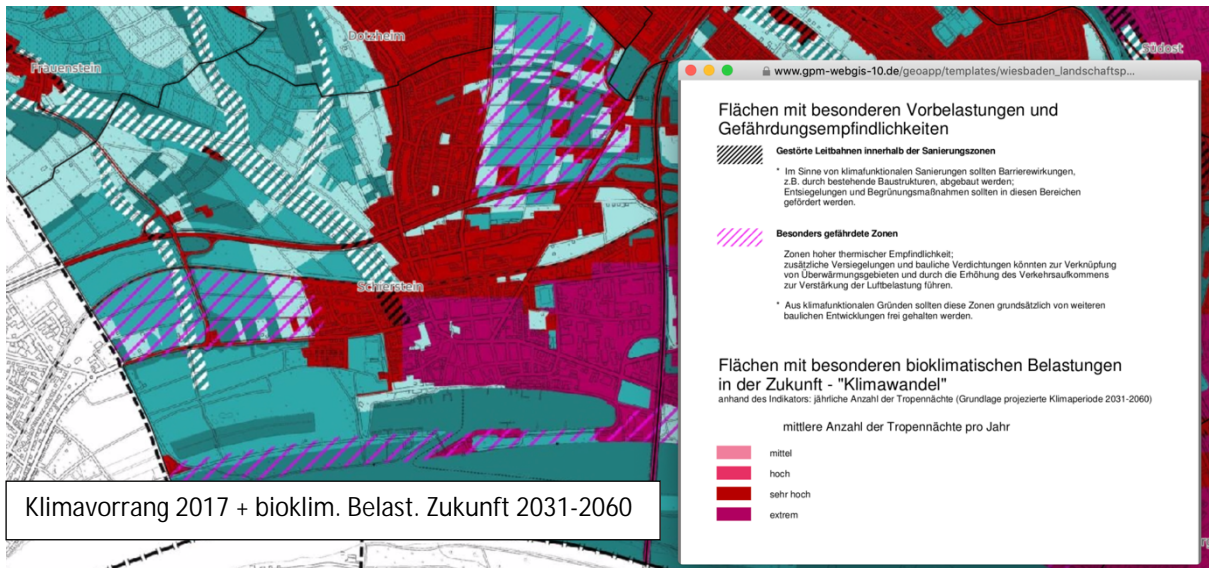 Dotzheim
Frauenstein
Südost
Schierstein
Klimavorrang 2017 + bioklim. Belast. Zukunft 2031-2060
www.gpm-webgis-10.de/geoapp/templates/wiesbaden_landschaftsp...
Flächen mit besonderen Vorbelastungen und
Gefährdungsempfindlichkeiten
Gestörte Leitbahnen innerhalb der Sanierungszonen
* Im Sinne von klimafunktionalen Sanierungen sollten Barrierewirkungen,
z.B. durch bestehende Baustrukturen, abgebaut werden;
Entsiegelungen und Begrünungsmaßnahmen sollten in diesen Bereichen
gefördert werden.
Besonders gefährdete Zonen
Zonen hoher thermischer Empfindlichkeit;
zusätzliche Versiegelungen und bauliche Verdichtungen könnten zur Verknüpfung
von Überwärmungsgebieten und durch die Erhöhung des Verkehrsaufkommens
zur Verstärkung der Luftbelastung führen.
* Aus klimafunktionalen Gründen sollten diese Zonen grundsätzlich von weiteren
baulichen Entwicklungen frei gehalten werden.
Flächen mit besonderen bioklimatischen Belastungen
in der Zukunft - "Klimawandel"
anhand des Indikators: jährliche Anzahl der Tropennächte (Grundlage projezierte Klimaperiode 2031-2060)
mittlere Anzahl der Tropennächte pro Jahr
mittel
hoch
sehr hoch
extrem